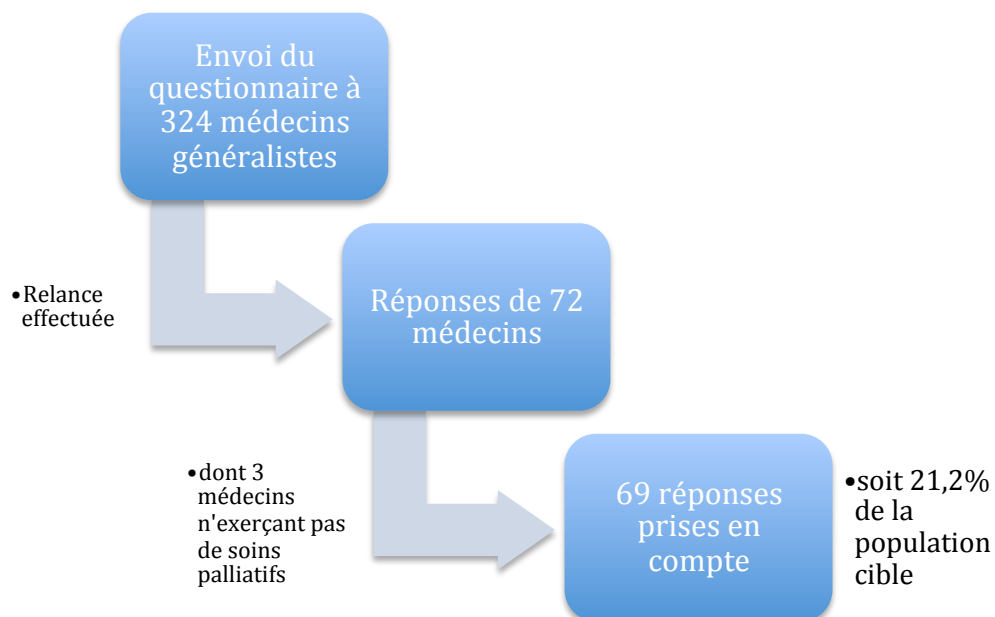 Envoi du
questionnaire à
324 médecins
généralistes
•Relance
effectuée
Réponses de 72
médecins
•dont 3
médecins
n'exerçant pas
de soins
palliatifs
69 réponses
prises en
compte
•soit 21,2%
de la
population
cible